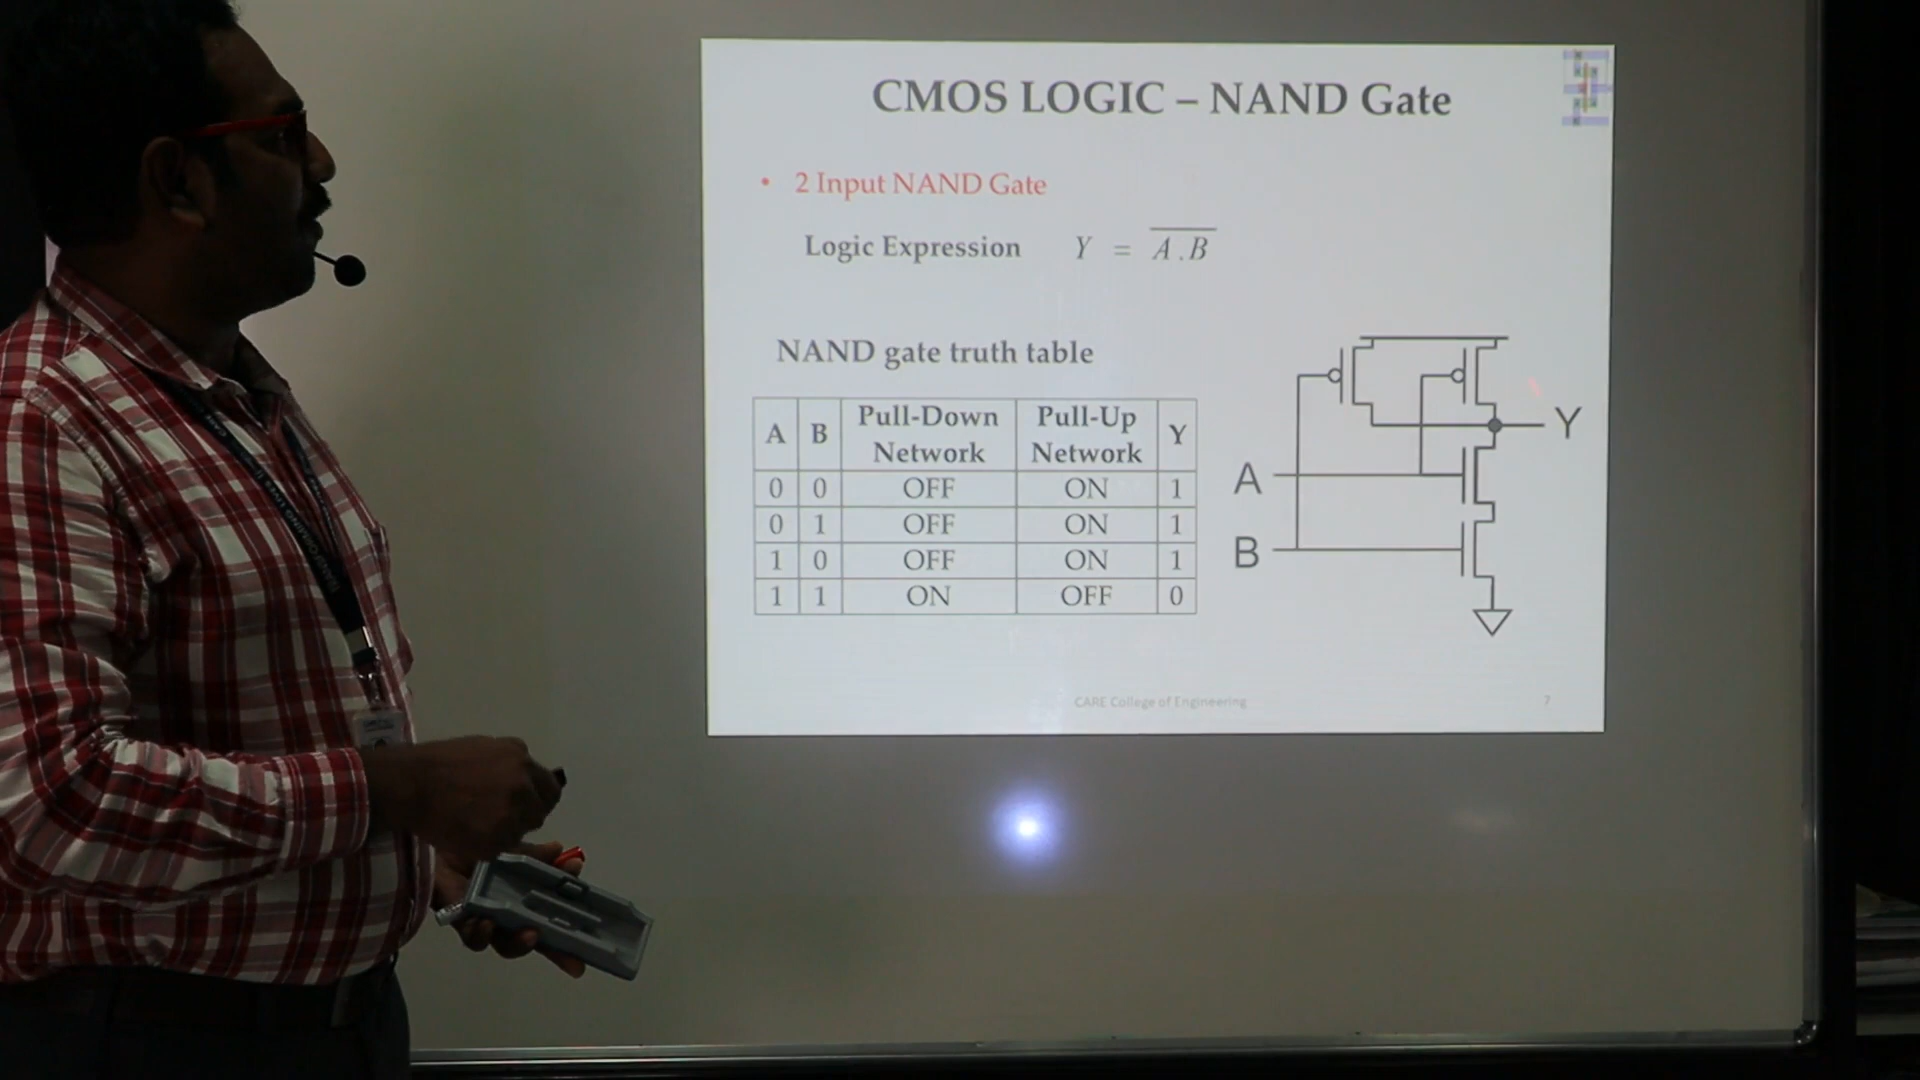 CMOS LOGIC – NAND Gate
• 2 Input NAND Gate
Logic Expression Y = \overline{A.B}
NAND gate truth table
A B Pull-Down Network Pull-Up Network Y
0 0 OFF ON 1
0 1 OFF ON 1
1 0 OFF ON 1
1 1 ON OFF 0
Y
A
B
CARE College of Engineering 7